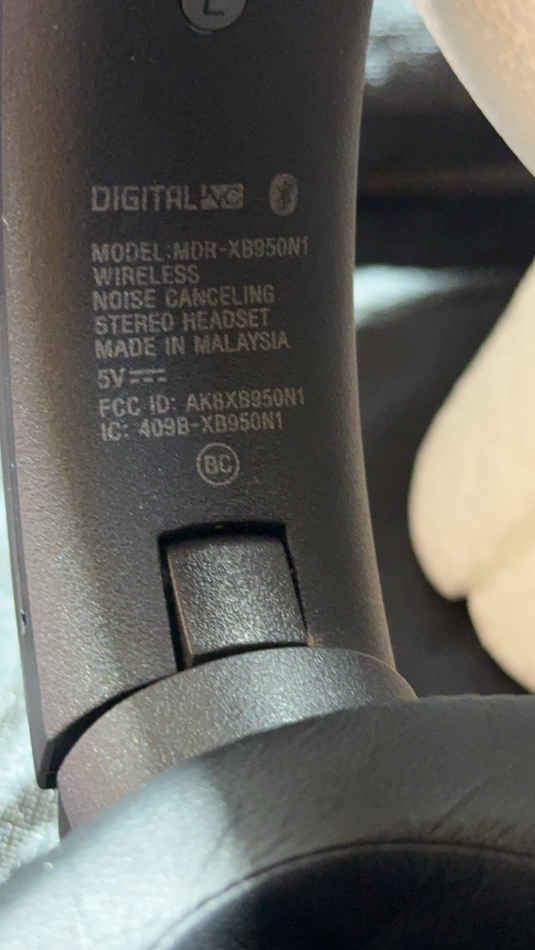 L
DIGITAL NC
MODEL:MDR-XB950N1
WIRELESS
NOISE CANCELING
STEREO HEADSET
MADE IN MALAYSIA
5V⎓
FCC ID: AK8XB950N1
IC: 409B-XB950N1
BC